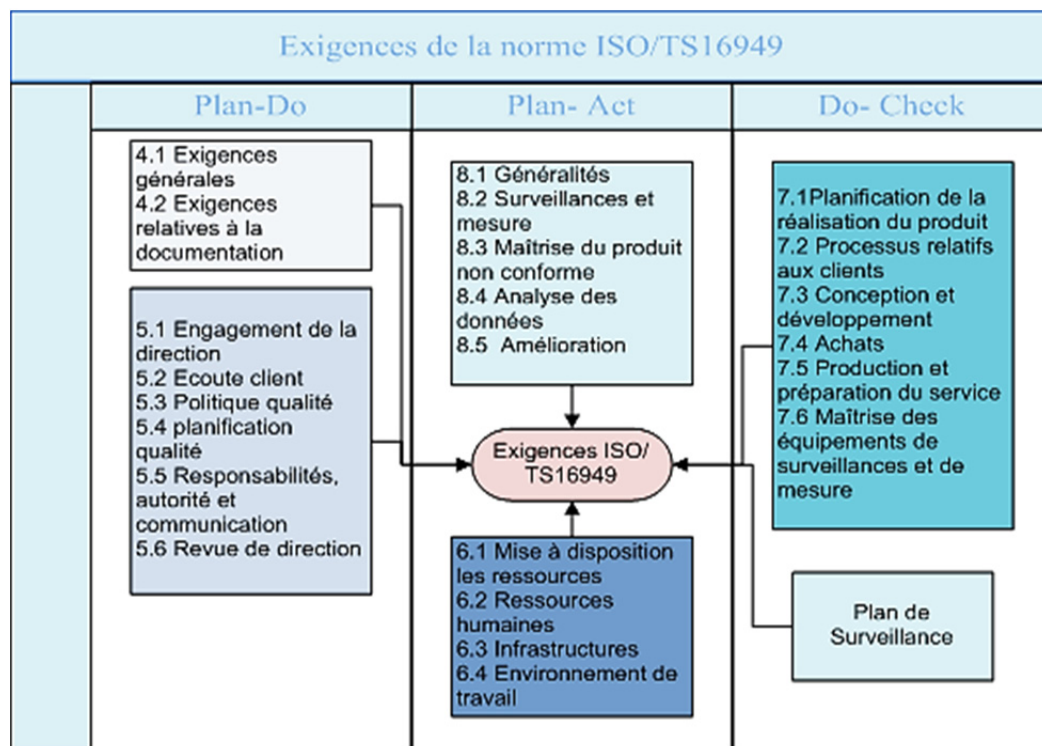 Exigences de la norme ISO/TS16949
Plan-Do
Plan- Act
Do- Check
4.1 Exigences
générales
4.2 Exigences
relatives à la
documentation
5.1 Engagement de la
direction
5.2 Ecoute client
5.3 Politique qualité
5.4 planification
qualité
5.5 Responsabilités,
autorité et
communication
5.6 Revue de direction
8.1 Généralités
8.2 Surveillances et
mesure
8.3 Maîtrise du produit
non conforme
8.4 Analyse des
données
8.5 Amélioration
Exigences ISO/
TS16949
6.1 Mise à disposition
les ressources
6.2 Ressources
humaines
6.3 Infrastructures
6.4 Environnement de
travail
7.1Planification de la
réalisation du produit
7.2 Processus relatifs
aux clients
7.3 Conception et
développement
7.4 Achats
7.5 Production et
préparation du service
7.6 Maîtrise des
équipements de
surveillances et de
mesure
Plan de
Surveillance